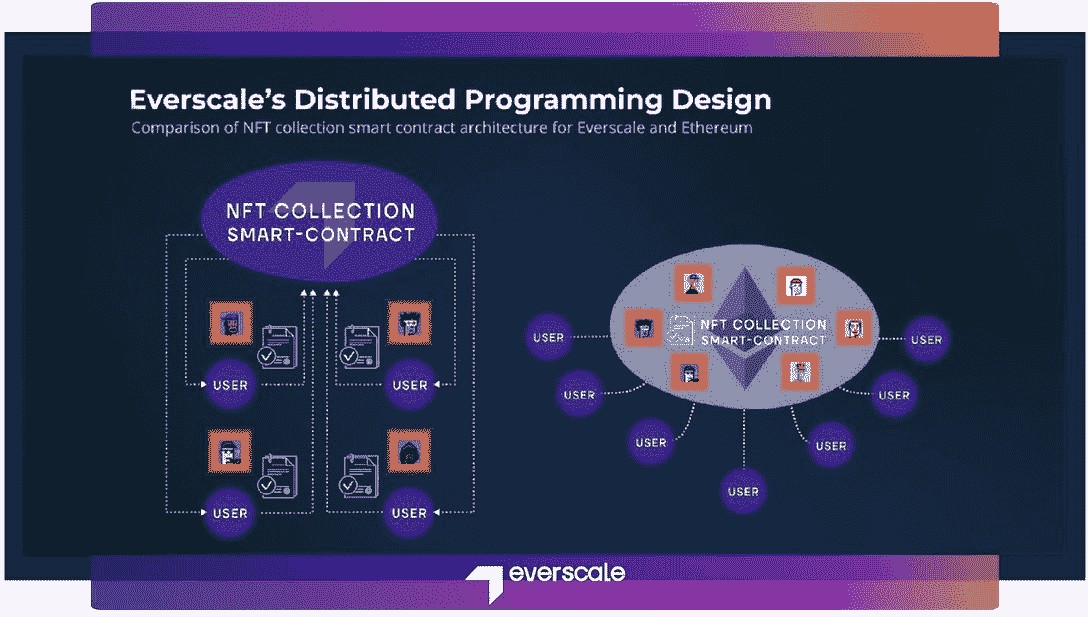 Everscale's Distributed Programming Design
Comparison of NFT collection smart contract architecture for Everscale and Ethereum
NFT COLLECTION
SMART-CONTRACT
USER
USER
USER
USER
NFT COLLECTION
SMART-CONTRACT
USER
USER
USER
USER
USER
USER
USER
everscale